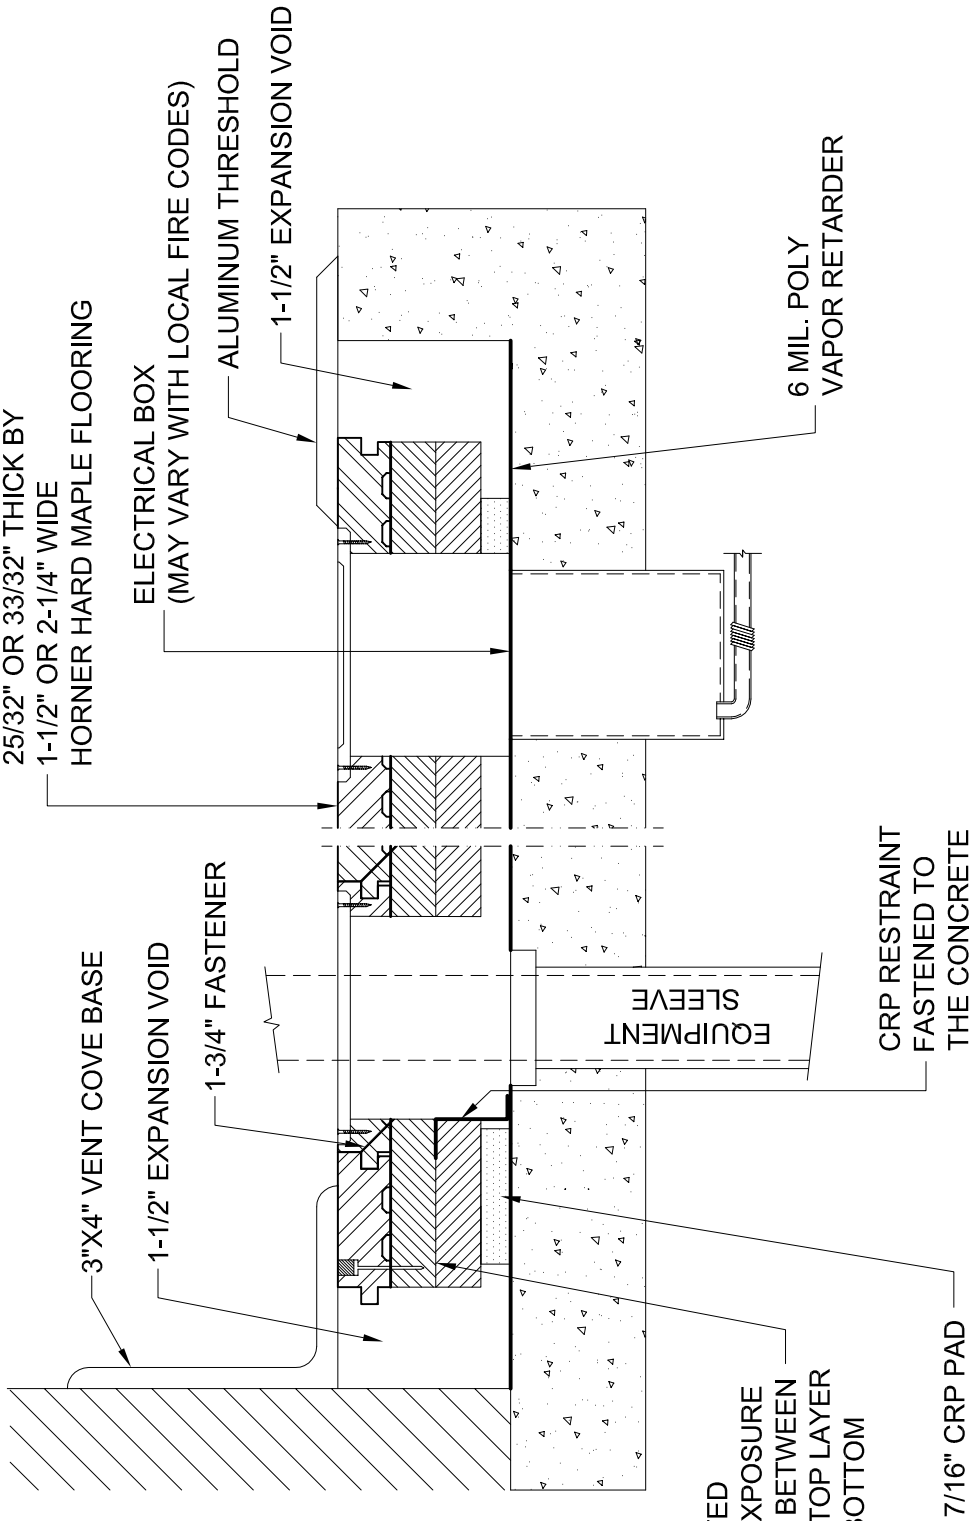 25/32" OR 33/32" THICK BY
1-1/2" OR 2-1/4" WIDE
HORNER HARD MAPLE FLOORING
ELECTRICAL BOX
(MAY VARY WITH LOCAL FIRE CODES)
ALUMINUM THRESHOLD
1-1/2" EXPANSION VOID
3"X4" VENT COVE BASE
1-1/2" EXPANSION VOID
1-3/4" FASTENER
EQUIPMENT
SLEEVE
6 MIL. POLY
VAPOR RETARDER
CRP RESTRAINT
FASTENED TO
THE CONCRETE
TED
XPOSURE
BETWEEN
TOP LAYER
BOTTOM
7/16" CRP PAD